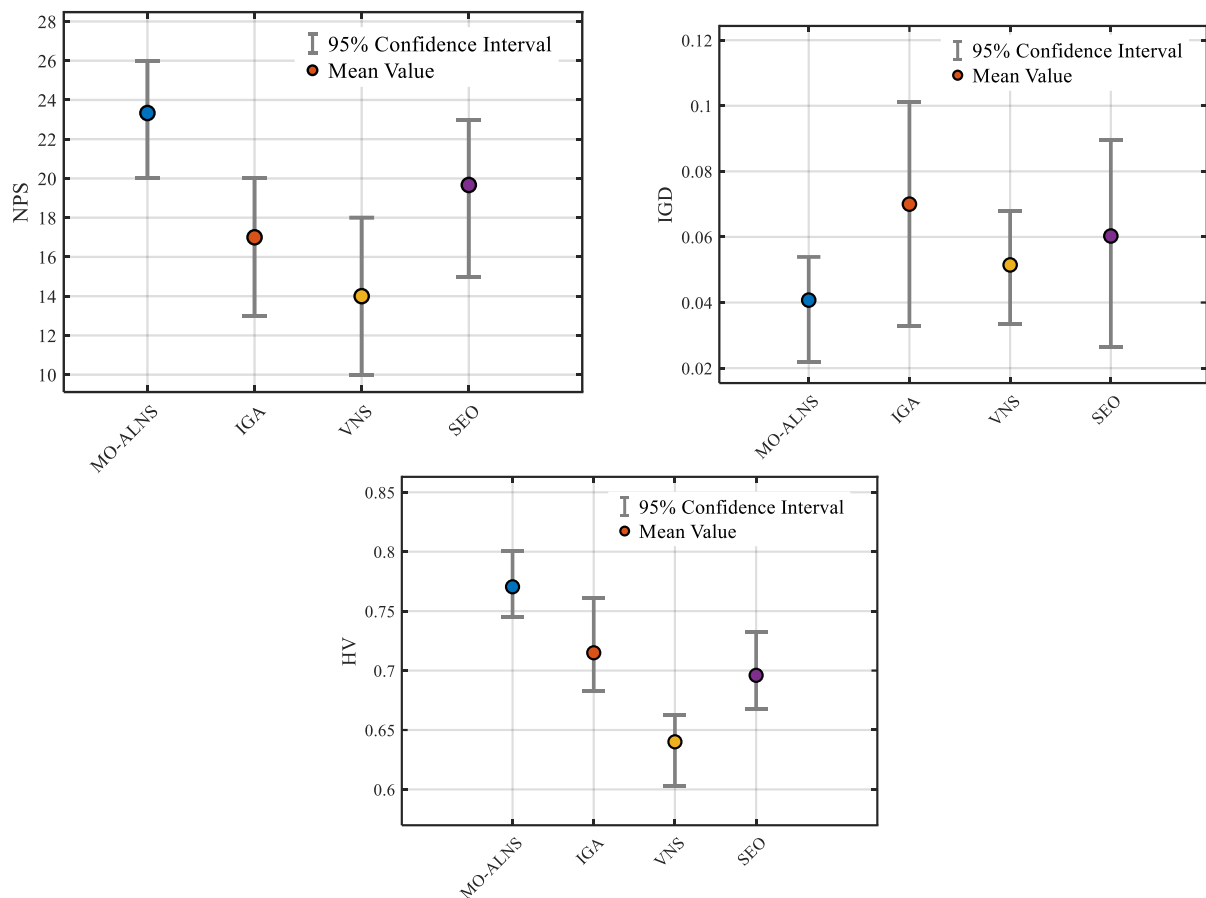 28
26
24
22
20
18
16
14
12
10
NPS
95% Confidence Interval
Mean Value
MO-ALNS
IGA
VNS
SEO
0.12
0.1
0.08
0.06
0.04
0.02
IGD
95% Confidence Interval
Mean Value
MO-ALNS
IGA
VNS
SEO
0.85
0.8
0.75
0.7
0.65
0.6
HV
95% Confidence Interval
Mean Value
MO-ALNS
IGA
VNS
SEO